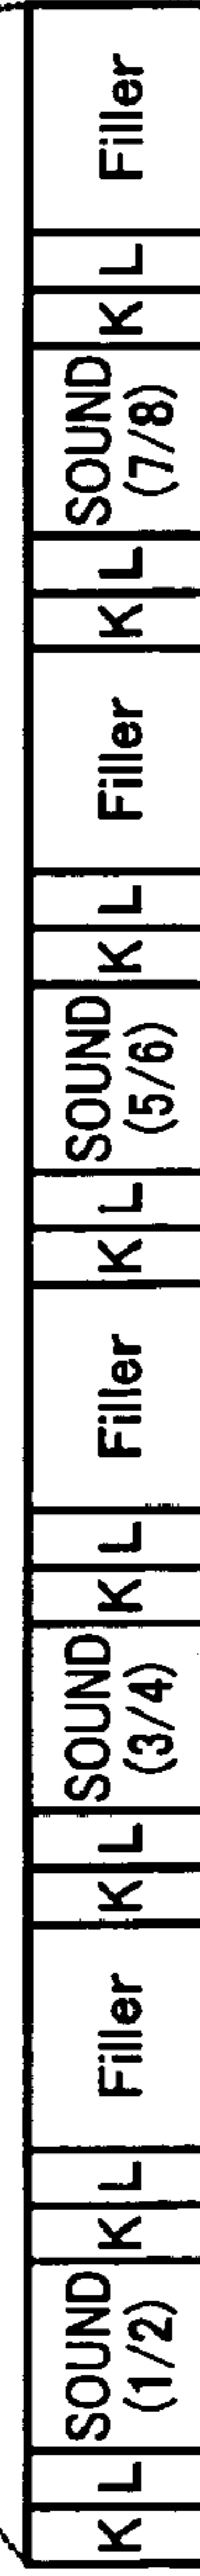 K
L
SOUND
(1/2)
K
L
Filler
K
L
SOUND
(3/4)
K
L
Filler
K
L
SOUND
(5/6)
K
L
Filler
K
L
SOUND
(7/8)
K
L
Filler